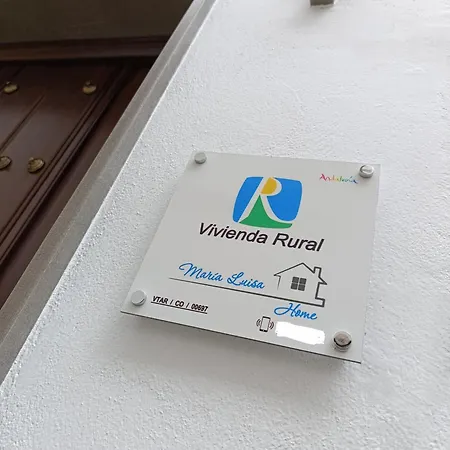 Andalucía
R
Vivienda Rural
María Luisa
Home
VTAR / CO / 00697